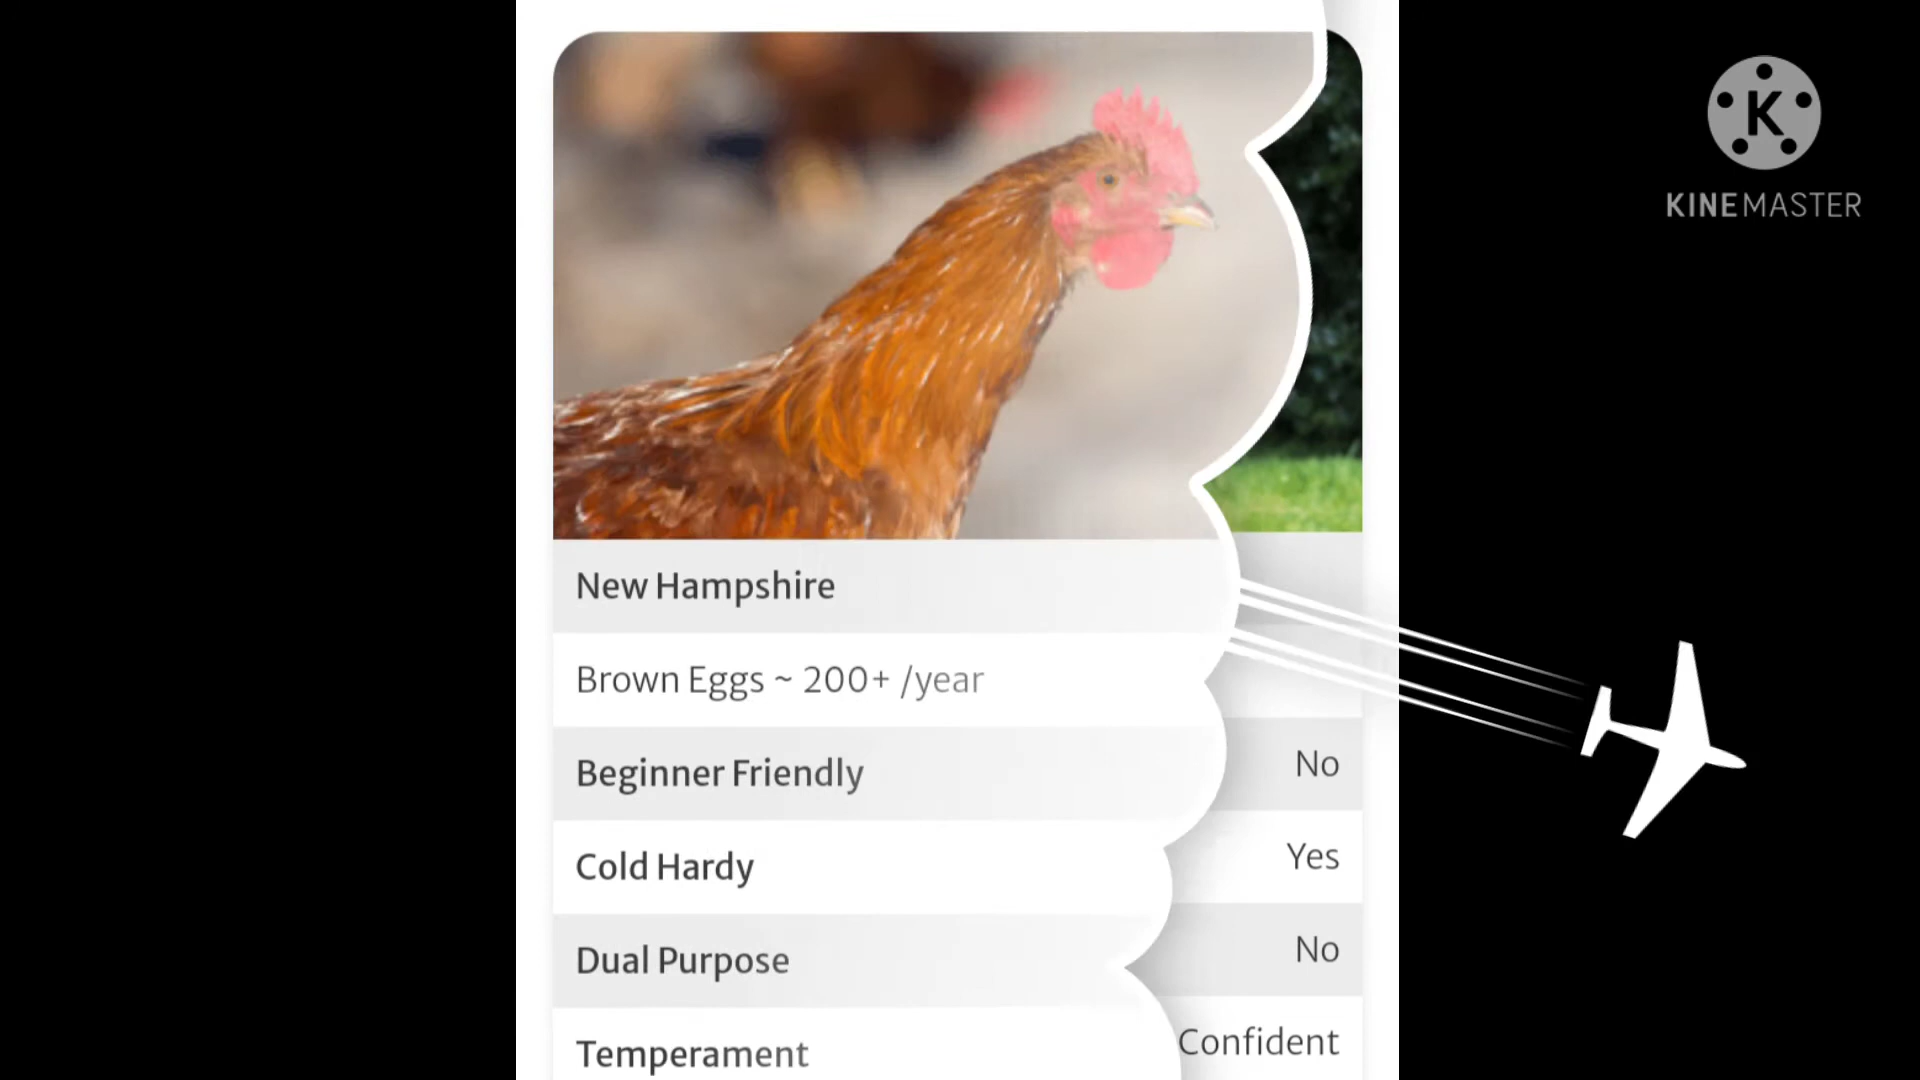 K
KINEMASTER
New Hampshire
Brown Eggs ~ 200+ /year
Beginner Friendly No
Cold Hardy Yes
Dual Purpose No
Temperament Confident